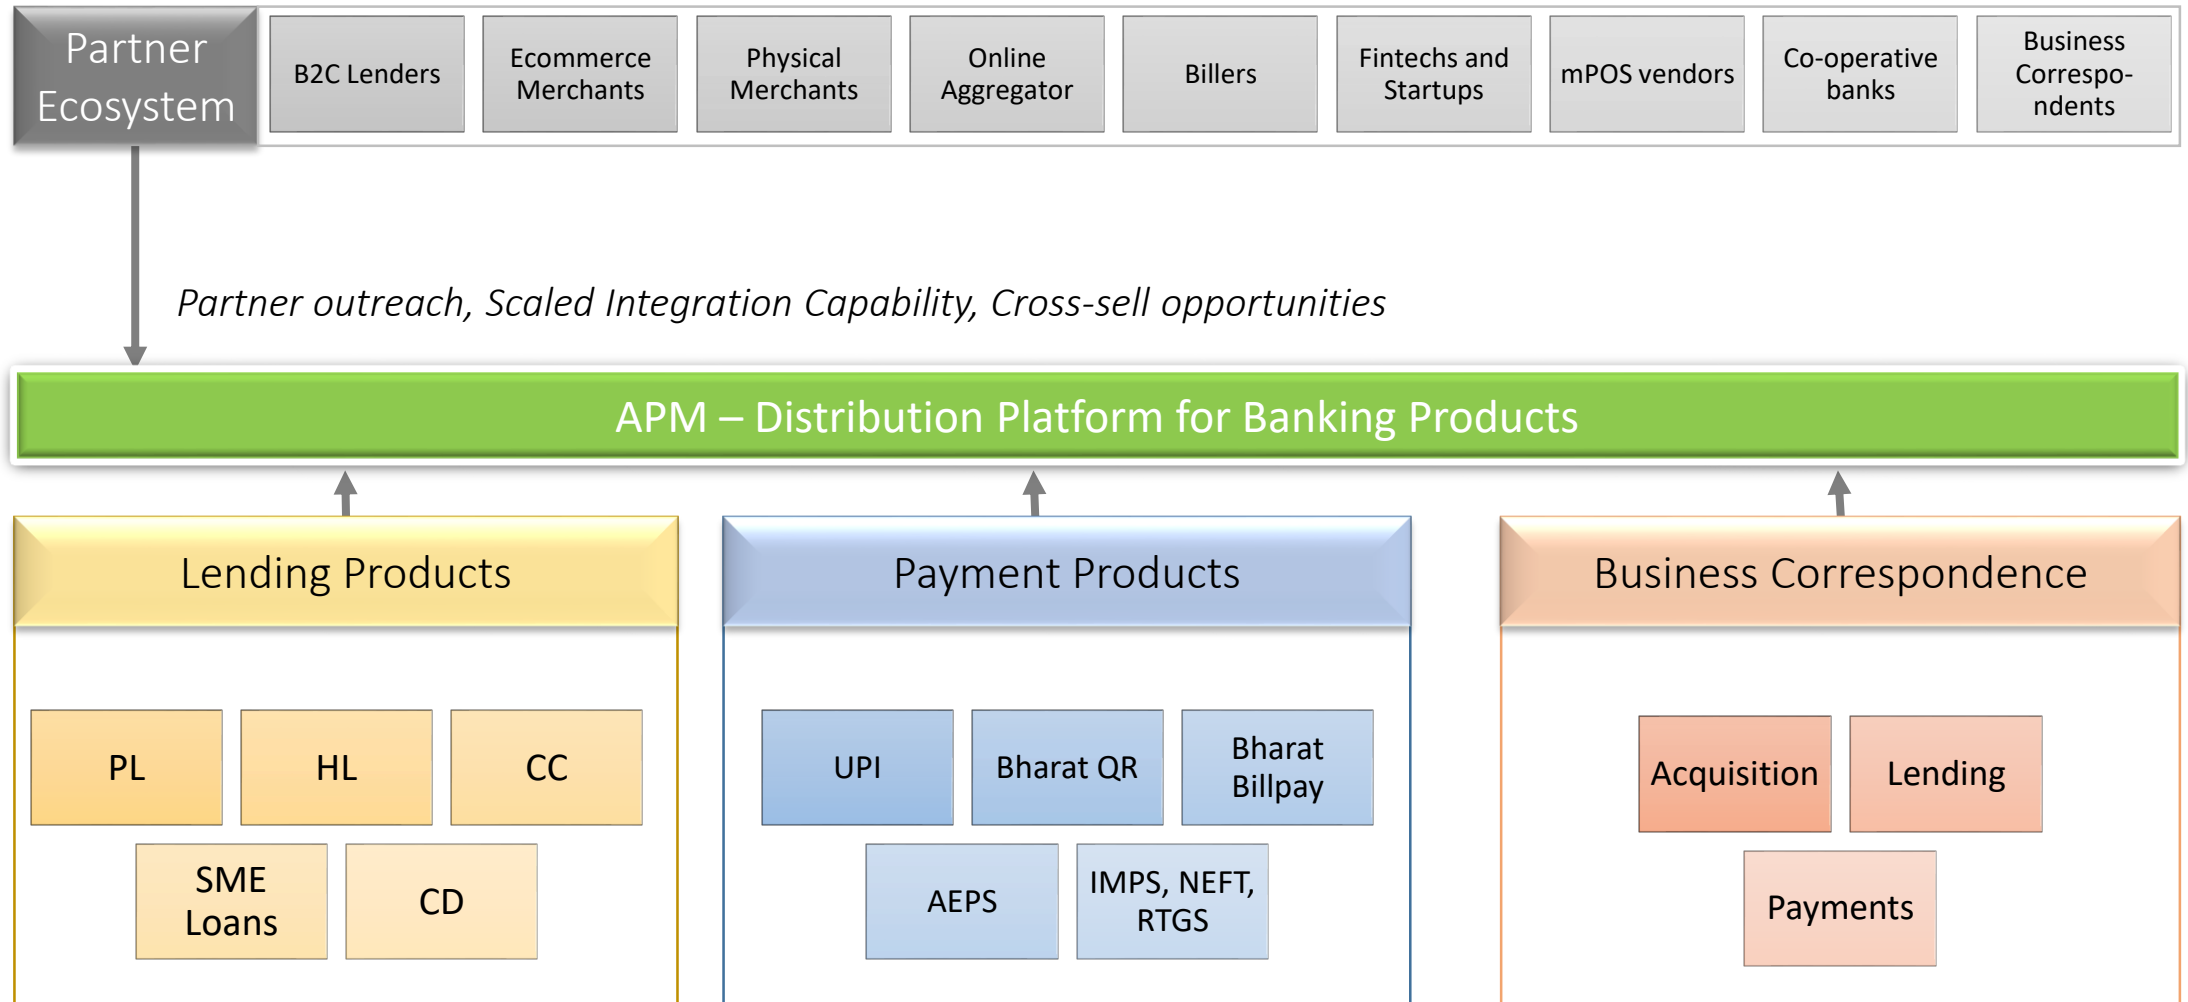 Partner
Ecosystem
B2C Lenders
Ecommerce
Merchants
Physical
Merchants
Online
Aggregator
Billers
Fintechs and
Startups
mPOS vendors
Co-operative
banks
Business
Correspo-
ndents
Partner outreach, Scaled Integration Capability, Cross-sell opportunities
APM – Distribution Platform for Banking Products
Lending Products
PL
HL
CC
SME
Loans
CD
Payment Products
UPI
Bharat QR
Bharat
Billpay
AEPS
IMPS, NEFT,
RTGS
Business Correspondence
Acquisition
Lending
Payments